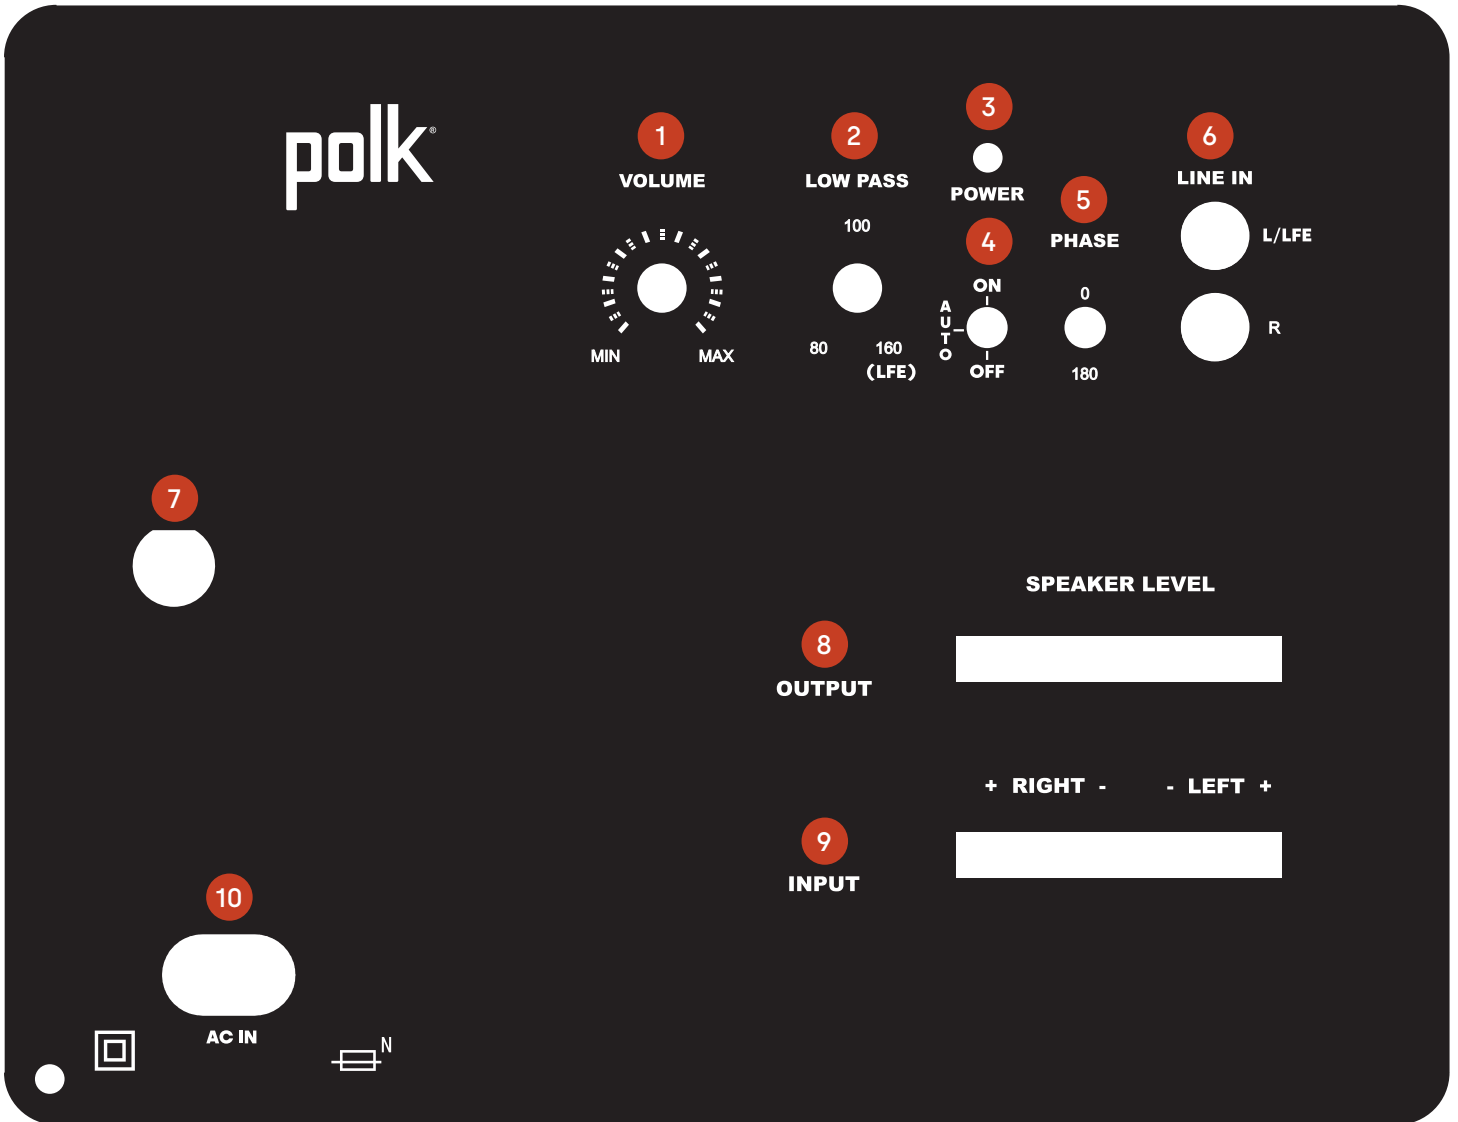 polk®
1
VOLUME
MIN
MAX
2
LOW PASS
100
80
160
(LFE)
3
POWER
4
ON
AUTO
OFF
5
PHASE
0
180
6
LINE IN
L/LFE
R
7
SPEAKER LEVEL
8
OUTPUT
+ RIGHT - - LEFT +
9
INPUT
10
AC IN
N